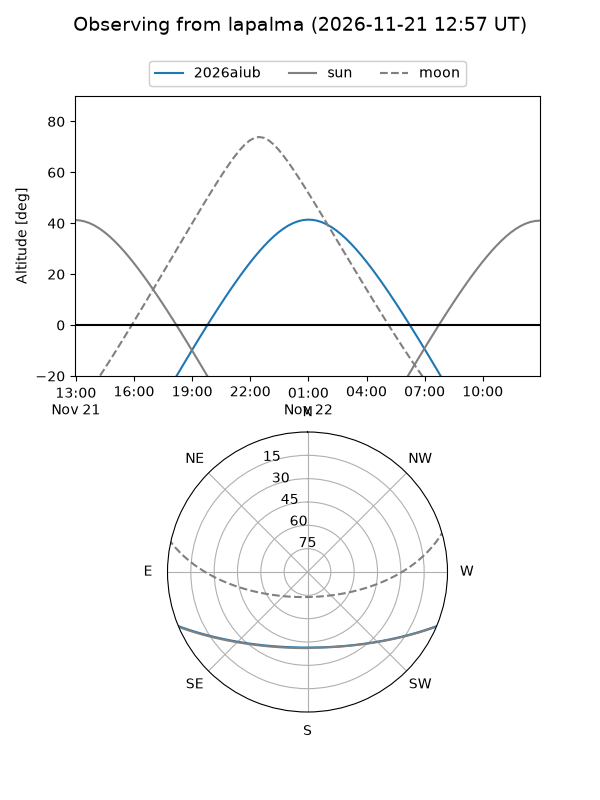 Observing from lapalma (2026-11-21 12:57 UT)
2026aiub sun moon
Altitude [deg]
80
60
40
20
0
−20
13:00 16:00 19:00 22:00 01:00 04:00 07:00 10:00
Nov 21 Nov 22
N
NE NW
15
30
45
60
75
E W
SE SW
S